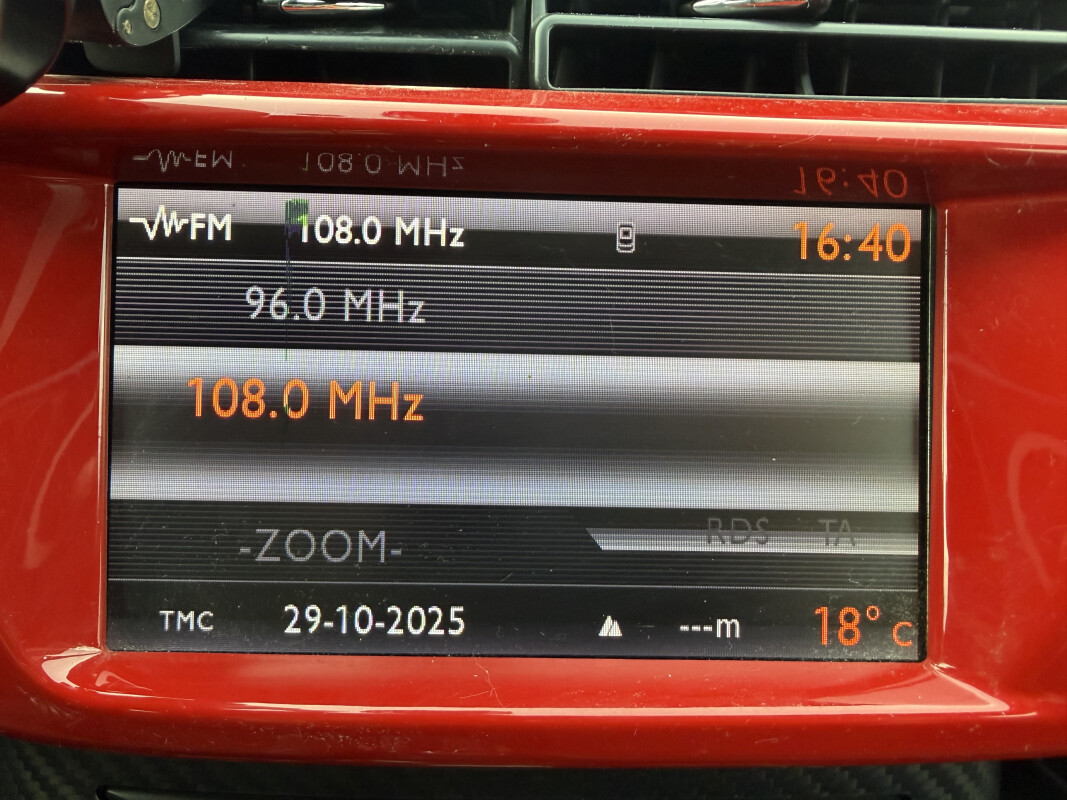 FM 108.0 MHz 16:40
96.0 MHz
108.0 MHz
-ZOOM- RDS TA
TMC 29-10-2025 ---m 18° C